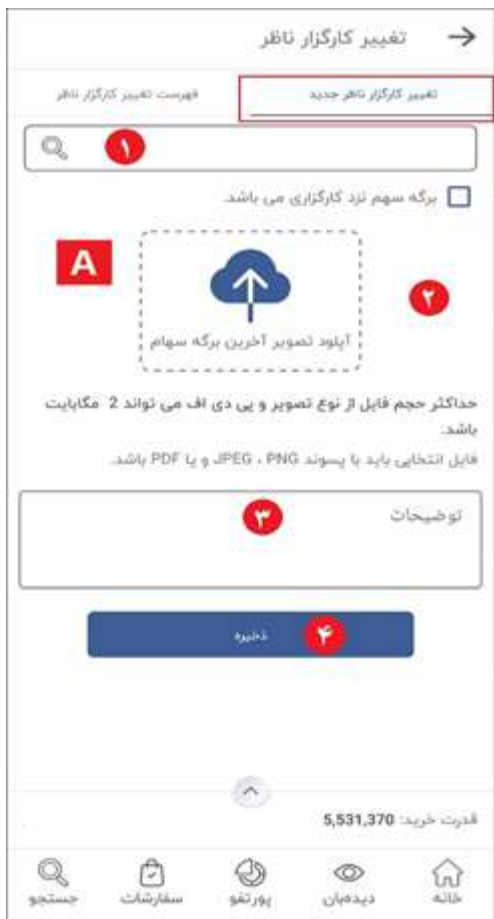 تغییر کارگزار ناظر
تغییر کارگزار ناظر جدید
فهرست تغییر کارگزار ناظر
۱
برگه سهم نزد کارگزاری می باشد.
A
۲
آپلود تصویر آخرین برگه سهام
حداکثر حجم فایل از نوع تصویر و پی دی اف می تواند 2 مگابایت
باشد.
فایل انتخابی باید با پسوند JPEG ، PNG و یا PDF باشد.
توضیحات
۳
ذخیره
۴
قدرت خرید: 5,531,370
خانه
دیده‌بان
پورتفو
سفارشات
جستجو